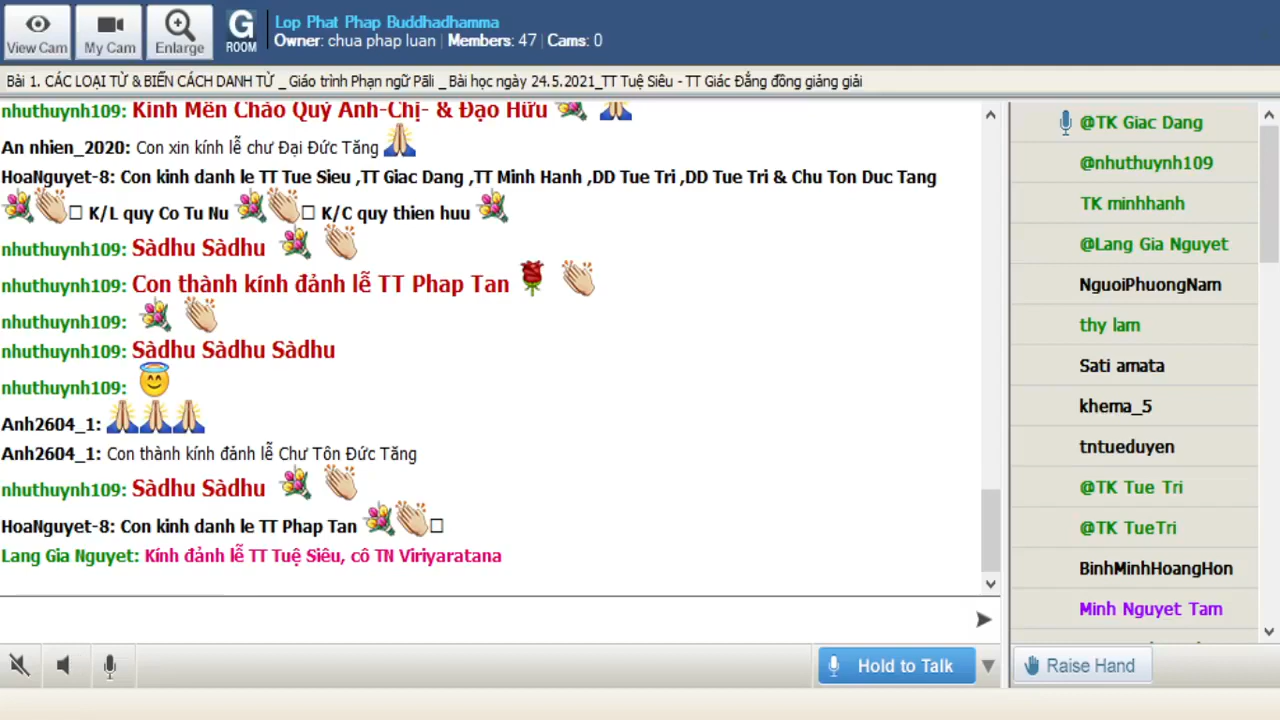 View Cam
My Cam
Enlarge
G
ROOM
Lop Phat Phap Buddhadhamma
Owner: chua phap luan | Members: 47 | Cams: 0
Bài 1. CÁC LOẠI TỪ & BIẾN CÁCH DANH TỪ _ Giáo trình Phạn ngữ Pāli _ Bài học ngày 24.5.2021_TT Tuệ Siêu - TT Giác Đẳng đồng giảng giải
nhuthuynh109: Kính Mến Chào Quý Anh-Chị- & Đạo Hữu
An nhien_2020: Con xin kính lễ chư Đại Đức Tăng
HoaNguyet-8: Con kinh danh le TT Tue Sieu ,TT Giac Dang ,TT Minh Hanh ,DD Tue Tri ,DD Tue Tri & Chu Ton Duc Tang
K/L quy Co Tu Nu K/C quy thien huu
nhuthuynh109: Sàdhu Sàdhu
nhuthuynh109: Con thành kính đảnh lễ TT Phap Tan
nhuthuynh109:
nhuthuynh109: Sàdhu Sàdhu Sàdhu
nhuthuynh109:
Anh2604_1:
Anh2604_1: Con thành kính đảnh lễ Chư Tôn Đức Tăng
nhuthuynh109: Sàdhu Sàdhu
HoaNguyet-8: Con kinh danh le TT Phap Tan
Lang Gia Nguyet: Kính đảnh lễ TT Tuệ Siêu, cô TN Viriyaratana
@TK Giac Dang
@nhuthuynh109
TK minhhanh
@Lang Gia Nguyet
NguoiPhuongNam
thy lam
Sati amata
khema_5
tntueduyen
@TK Tue Tri
@TK TueTri
BinhMinhHoangHon
Minh Nguyet Tam
Hold to Talk
Raise Hand